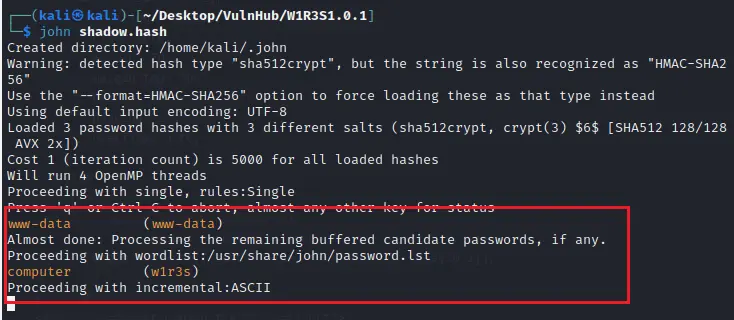 ┌──(kali㉿kali)-[~/Desktop/VulnHub/W1R3S1.0.1]
└─$ john shadow.hash
Created directory: /home/kali/.john
Warning: detected hash type "sha512crypt", but the string is also recognized as "HMAC-SHA2
56"
Use the "--format=HMAC-SHA256" option to force loading these as that type instead
Using default input encoding: UTF-8
Loaded 3 password hashes with 3 different salts (sha512crypt, crypt(3) $6$ [SHA512 128/128
 AVX 2x])
Cost 1 (iteration count) is 5000 for all loaded hashes
Will run 4 OpenMP threads
Proceeding with single, rules:Single
Press 'q' or Ctrl-C to abort, almost any other key for status
www-data         (www-data)
Almost done: Processing the remaining buffered candidate passwords, if any.
Proceeding with wordlist:/usr/share/john/password.lst
computer         (w1r3s)
Proceeding with incremental:ASCII